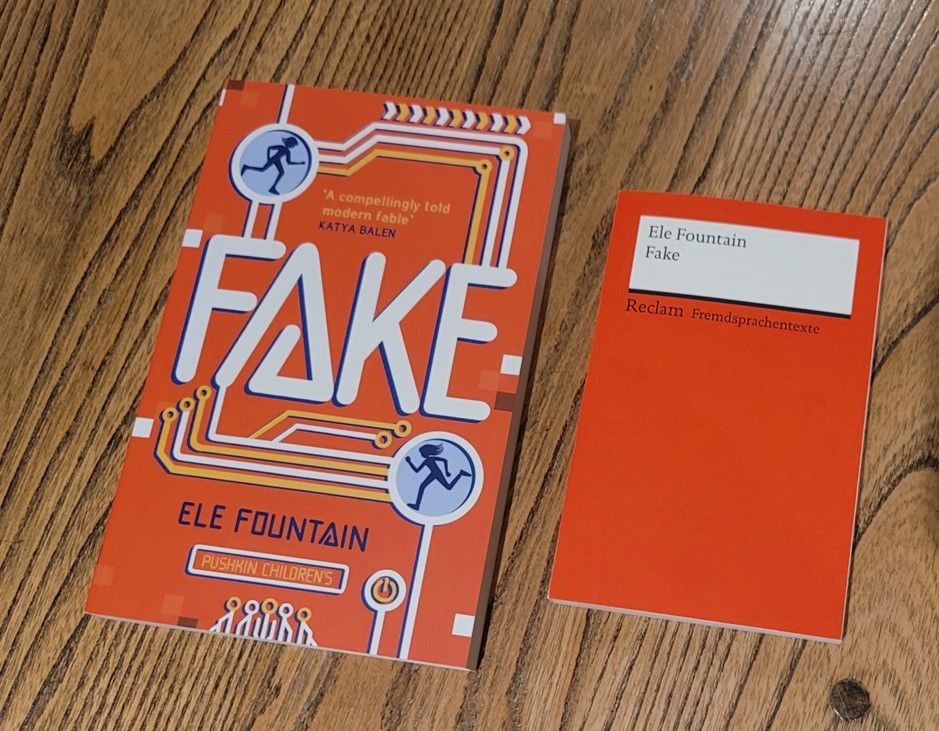 'A compellingly told
modern fable'
KATYA BALEN
FAKE
ELE FOUNTAIN
PUSHKIN CHILDREN'S
Ele Fountain
Fake
Reclam Fremdsprachentexte